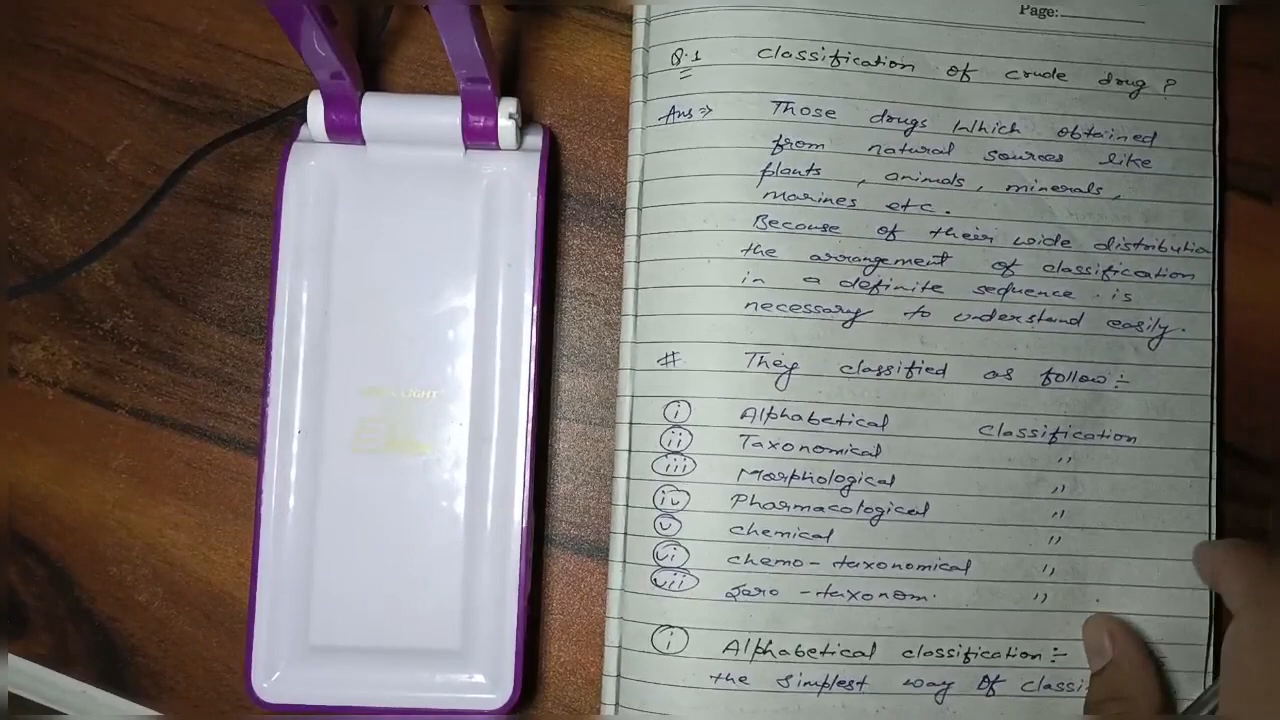 Page:
Q.1 Classification of crude drug ?
Ans⇒ Those drugs which obtained
from natural sources like
plants , animals, minerals,
marines etc.
Because of their wide distributio
the arrangement of classification
in a definite sequence is
necessary to understand easily.
# They classified as follow :-
i Alphabetical classification
ii Taxonomical ,,
iii Morphological ,,
iv Pharmacological ,,
v chemical ,,
vi chemo - taxonomical ,,
vii - taxonom. ,,
i Alphabetical classification :-
the simplest way of classi
LIGHT